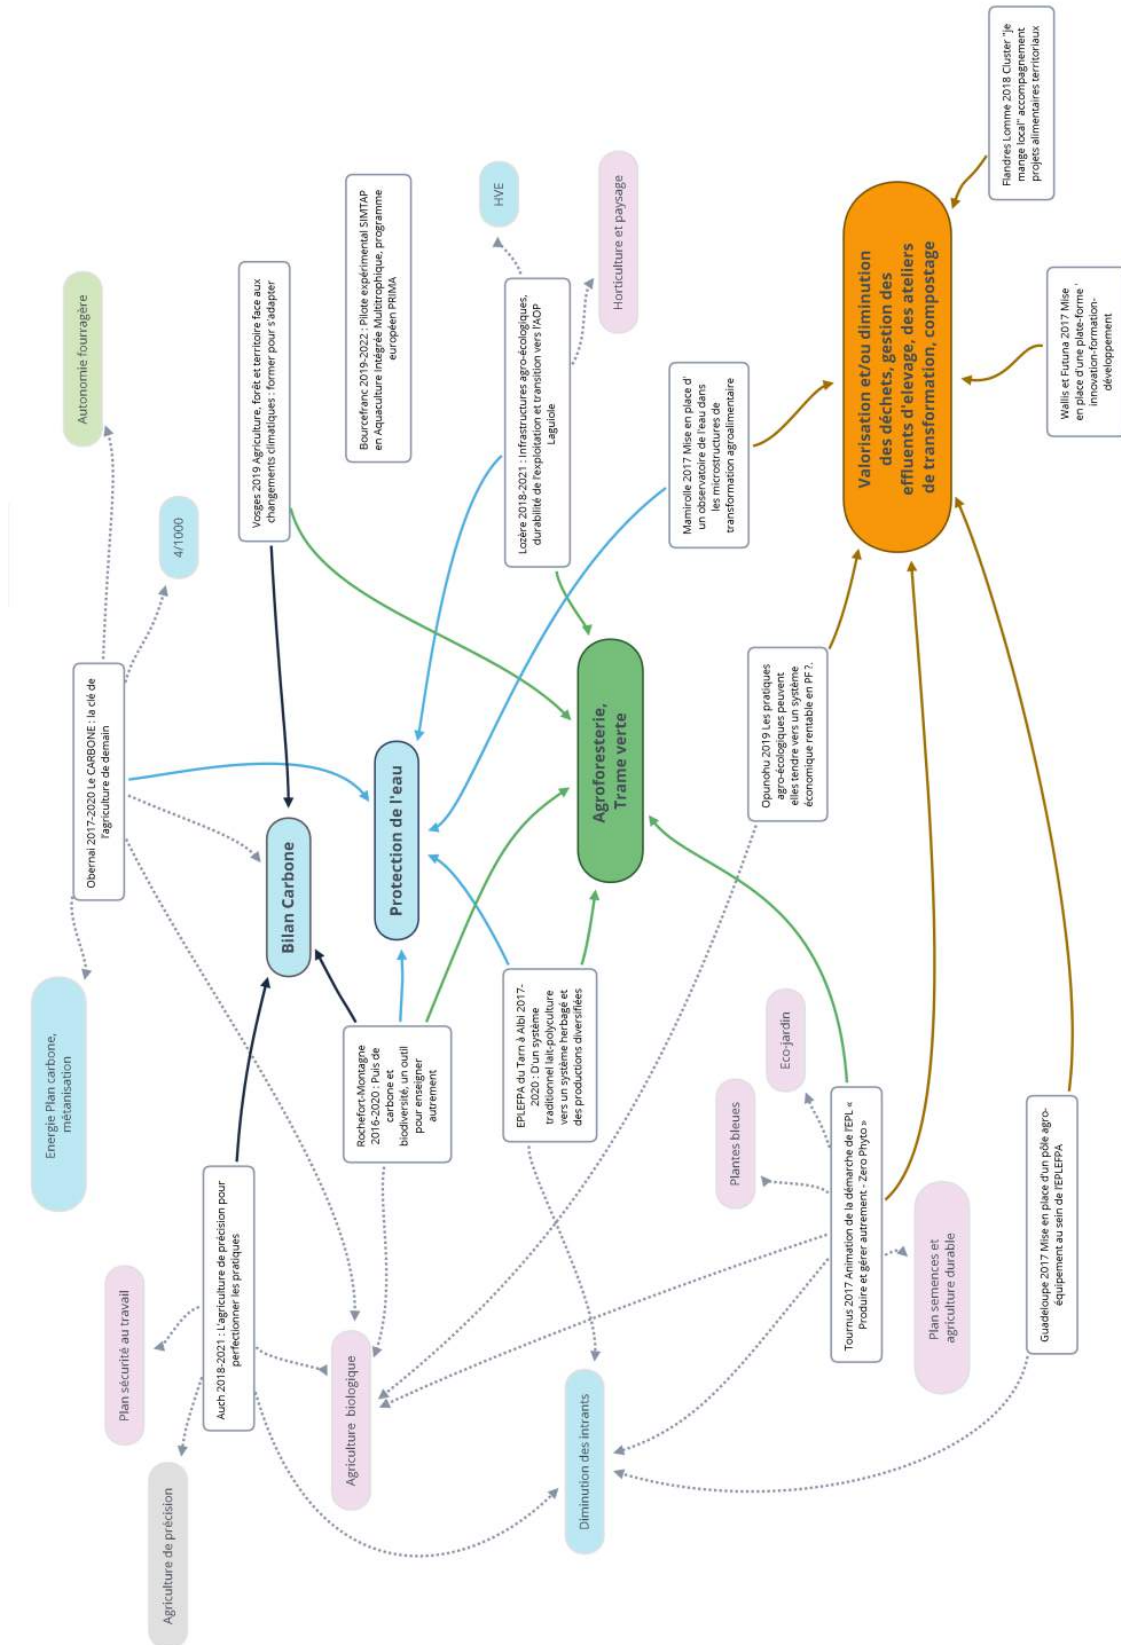 Autonomie fourragère
4/1000
Energie Plan carbone,
métanisation
Obernai 2017-2020 Le CARBONE : la clé de
l'agriculture de demain
Plan sécurité au travail
Agriculture de précision
Auch 2018-2021 : L'agriculture de précision pour
perfectionner les pratiques
Vosges 2019 Agriculture, forêt et territoire face aux
changements climatiques : former pour s'adapter
Bilan Carbone
Bourcefranc 2019-2022 : Pilote expérimental SIMTAP
en Aquaculture Intégrée Multitrophique, programme
européen PRIMA
Protection de l'eau
Rochefort-Montagne
2016-2020 : Puis de
carbone et
biodiversité, un outil
pour enseigner
autrement
Agriculture biologique
HVE
Horticulture et paysage
Lozère 2018-2021 : Infrastructures agro-écologiques,
durabilité de l'exploitation et transition vers l'AOP
Laguiole
Agroforesterie,
Trame verte
EPLEFPA du Tarn à Albi 2017-
2020 : D'un système
traditionnel lait-polyculture
vers un système herbagé et
des productions diversifiées
Diminution des intrants
Mamirolle 2017 Mise en place d'
un observatoire de l'eau dans
les microstructures de
transformation agroalimentaire
Opunohu 2019 Les pratiques
agro-écologiques peuvent
elles tendre vers un système
économique rentable en PF ?.
Eco-jardin
Plantes bleues
Tournus 2017 Animation de la démarche de l'EPL «
Produire et gérer autrement - Zero Phyto »
Plan semences et
agriculture durable
Valorisation et/ou diminution
des déchets, gestion des
effluents d'elevage, des ateliers
de transformation, compostage
Flandres Lomme 2018 Cluster "je
mange local" accompagnement
projets alimentaires territoriaux
Wallis et Futuna 2017 Mise
en place d'une plate-forme '
innovation-formation-
développement
Guadeloupe 2017 Mise en place d'un pôle agro-
équipement au sein de l'EPLEFPA